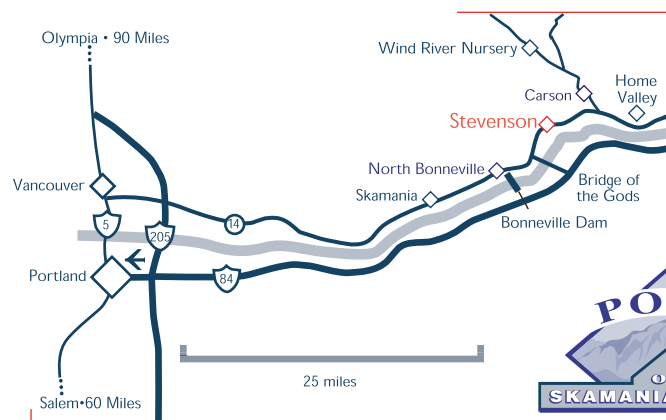 Olympia • 90 Miles
Wind River Nursery
Home
Valley
Carson
Stevenson
North Bonneville
Vancouver
Skamania
Bridge of
the Gods
Bonneville Dam
5
205
14
Portland
84
PO
25 miles
SKAMANIA
Salem•60 Miles